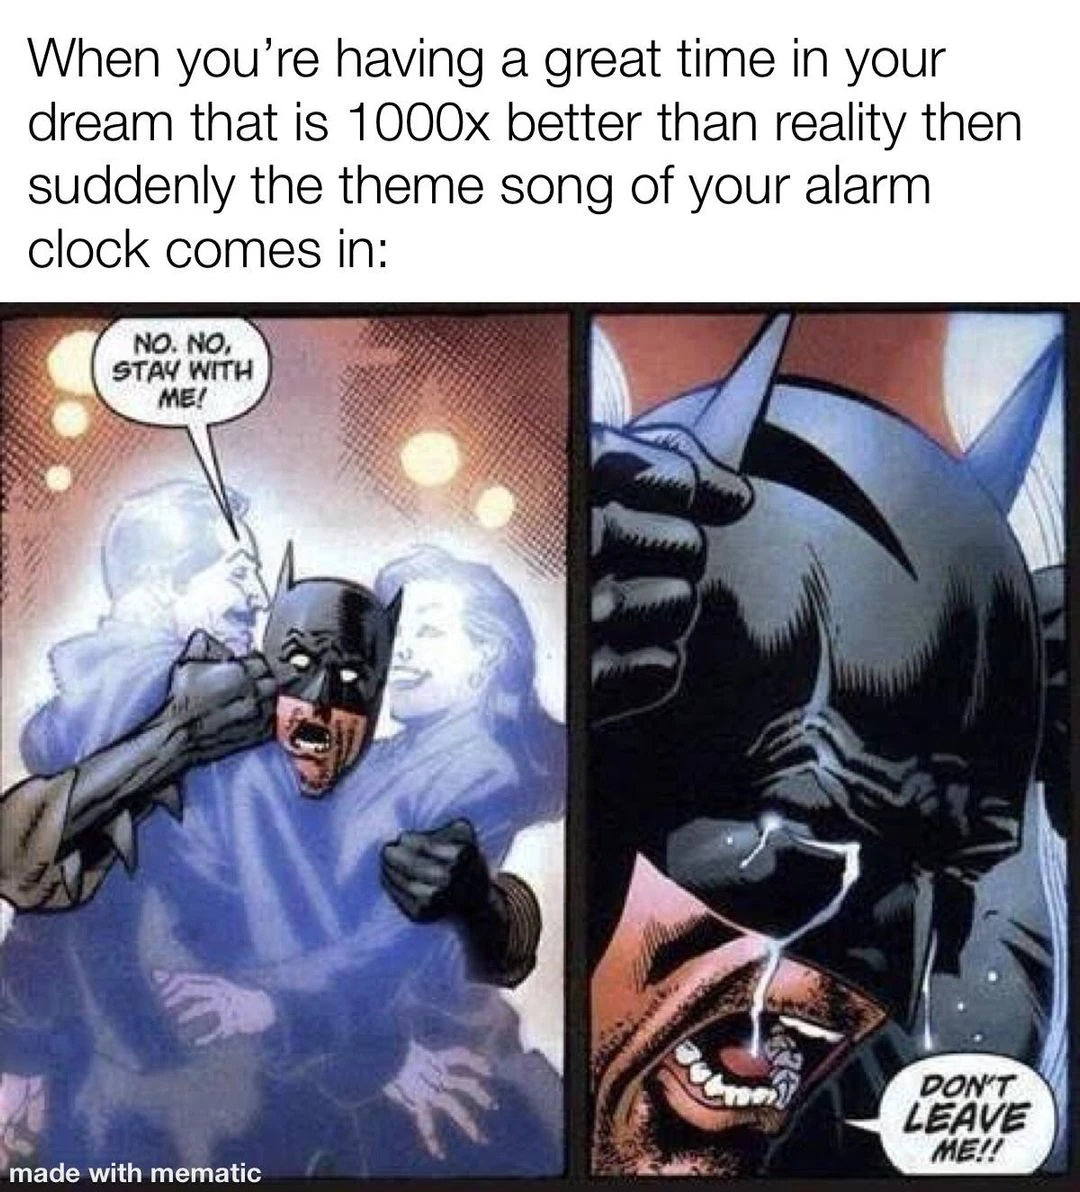 When you’re having a great time in your
dream that is 1000x better than reality then
suddenly the theme song of your alarm
clock comes in:
NO. NO,
STAY WITH
ME!
DON'T
LEAVE
ME!!
made with mematic